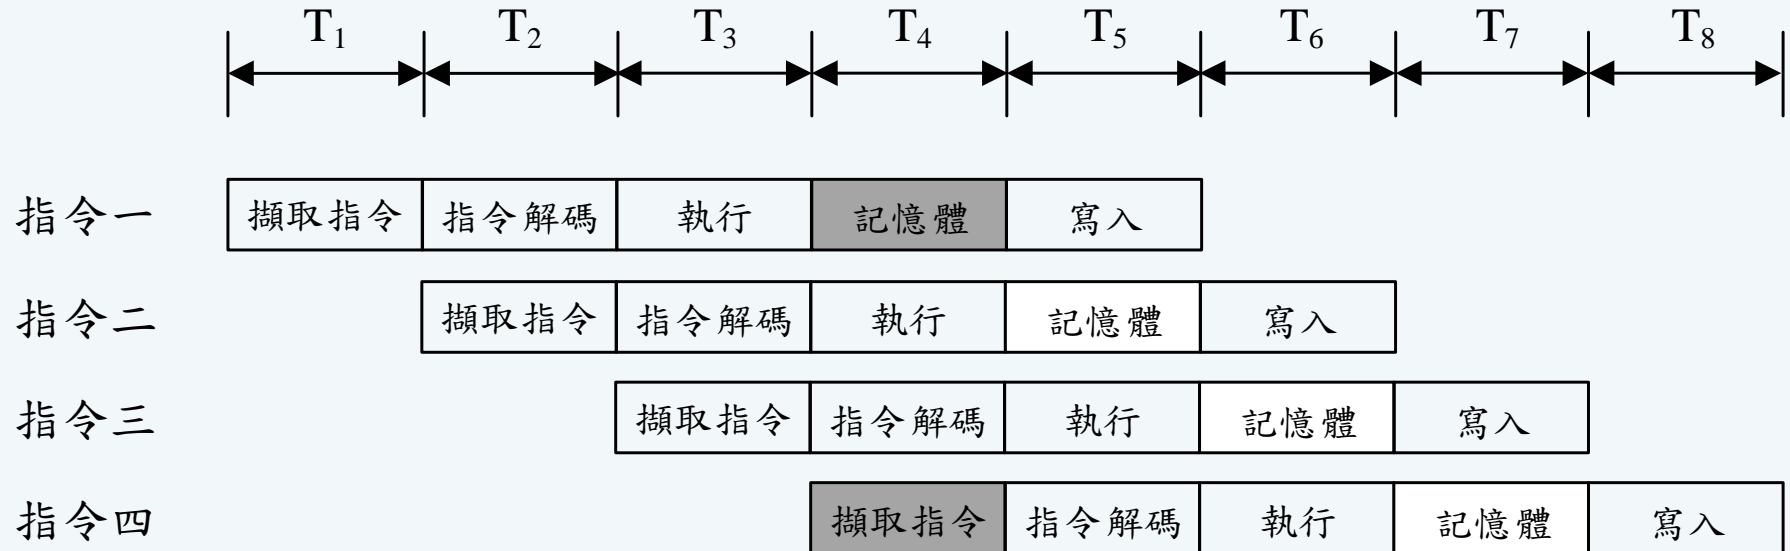 T₁ T₂ T₃ T₄ T₅ T₆ T₇ T₈
指令一 擷取指令 指令解碼 執行 記憶體 寫入
指令二 擷取指令 指令解碼 執行 記憶體 寫入
指令三 擷取指令 指令解碼 執行 記憶體 寫入
指令四 擷取指令 指令解碼 執行 記憶體 寫入